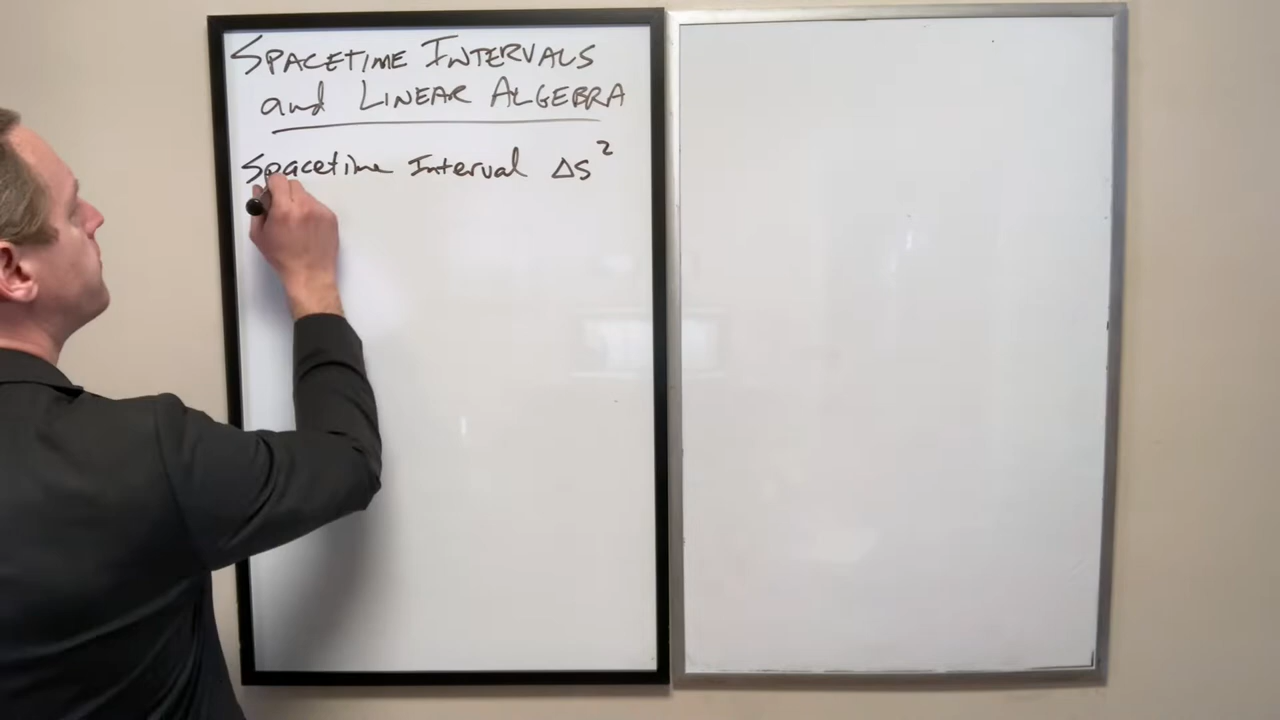 SPACETIME INTERVALS
and LINEAR ALGEBRA
Spacetime Interval Δs²